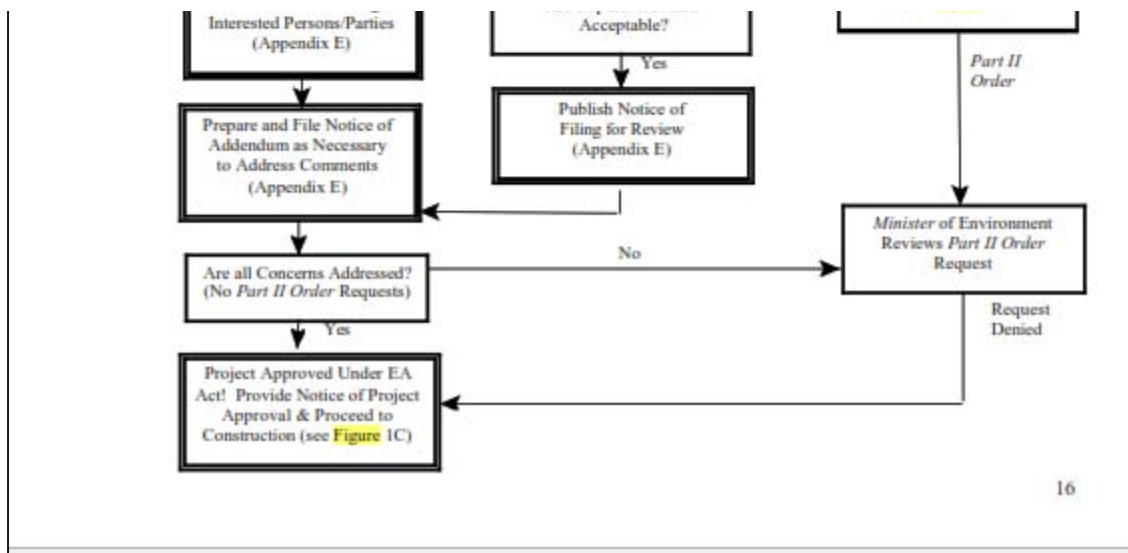 Interested Persons/Parties
(Appendix E)
Acceptable?
Yes
Part II
Order
Prepare and File Notice of
Addendum as Necessary
to Address Comments
(Appendix E)
Publish Notice of
Filing for Review
(Appendix E)
Minister of Environment
Reviews Part II Order
Request
No
Are all Concerns Addressed?
(No Part II Order Requests)
Yes
Request
Denied
Project Approved Under EA
Act! Provide Notice of Project
Approval & Proceed to
Construction (see Figure 1C)
16